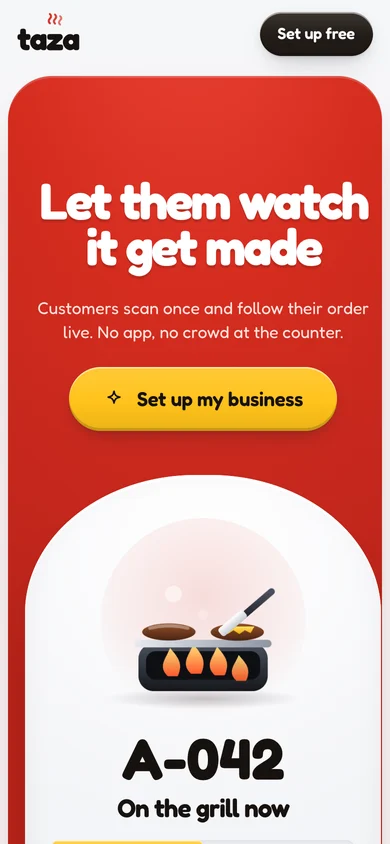 taza
Set up free
Let them watch
it get made
Customers scan once and follow their order
live. No app, no crowd at the counter.
Set up my business
A-042
On the grill now